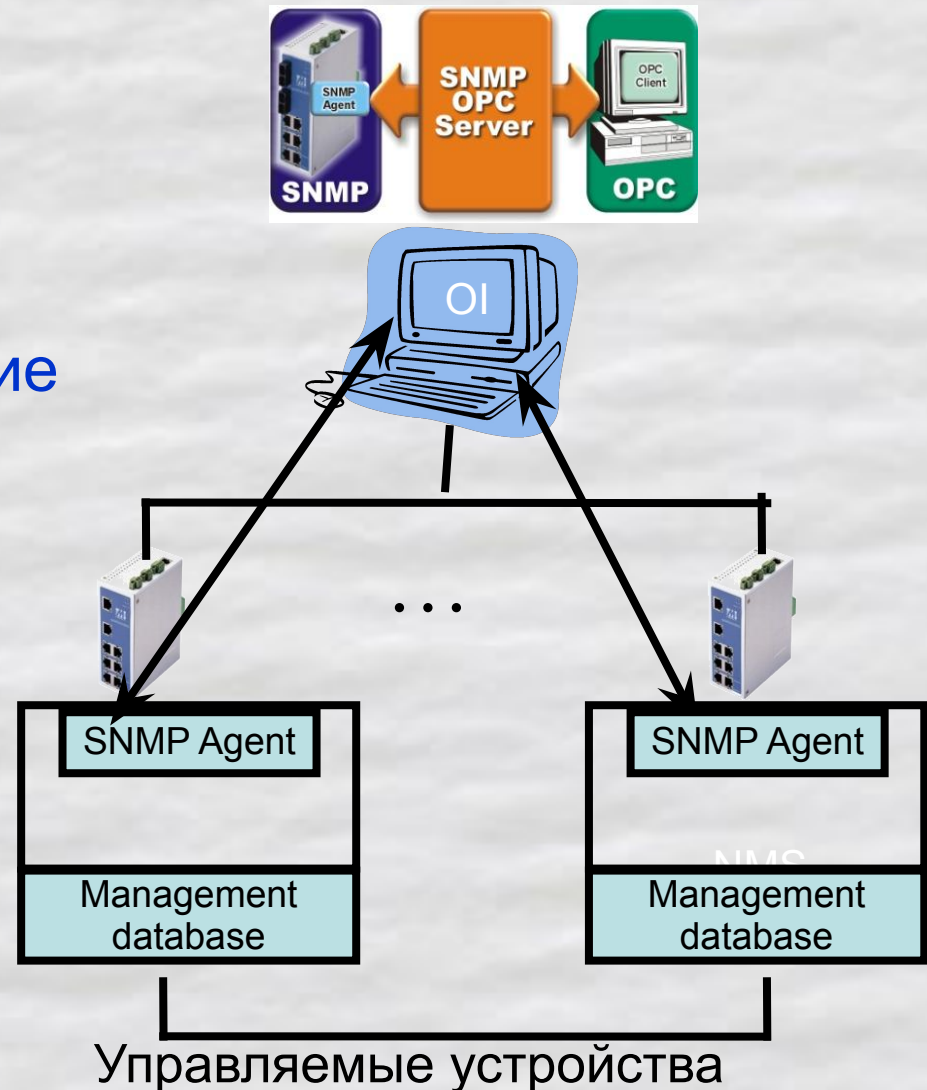 SNMP
Agent
SNMP
SNMP
OPC
Server
OPC
Client
OPC
OI
ие
. . .
SNMP Agent
SNMP Agent
NMS
Management
database
Management
database
Управляемые устройства